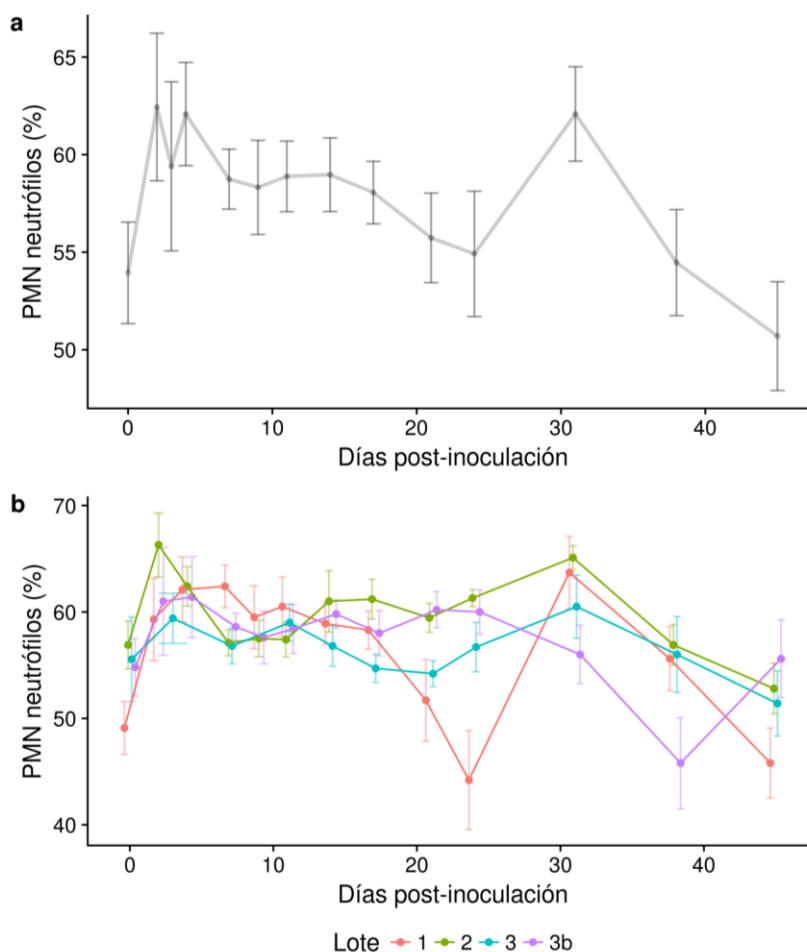 a
65
60
55
50
PMN neutrófilos (%)
0 10 20 30 40
Días post-inoculación
b
70
60
50
40
PMN neutrófilos (%)
0 10 20 30 40
Días post-inoculación
Lote 1 2 3 3b